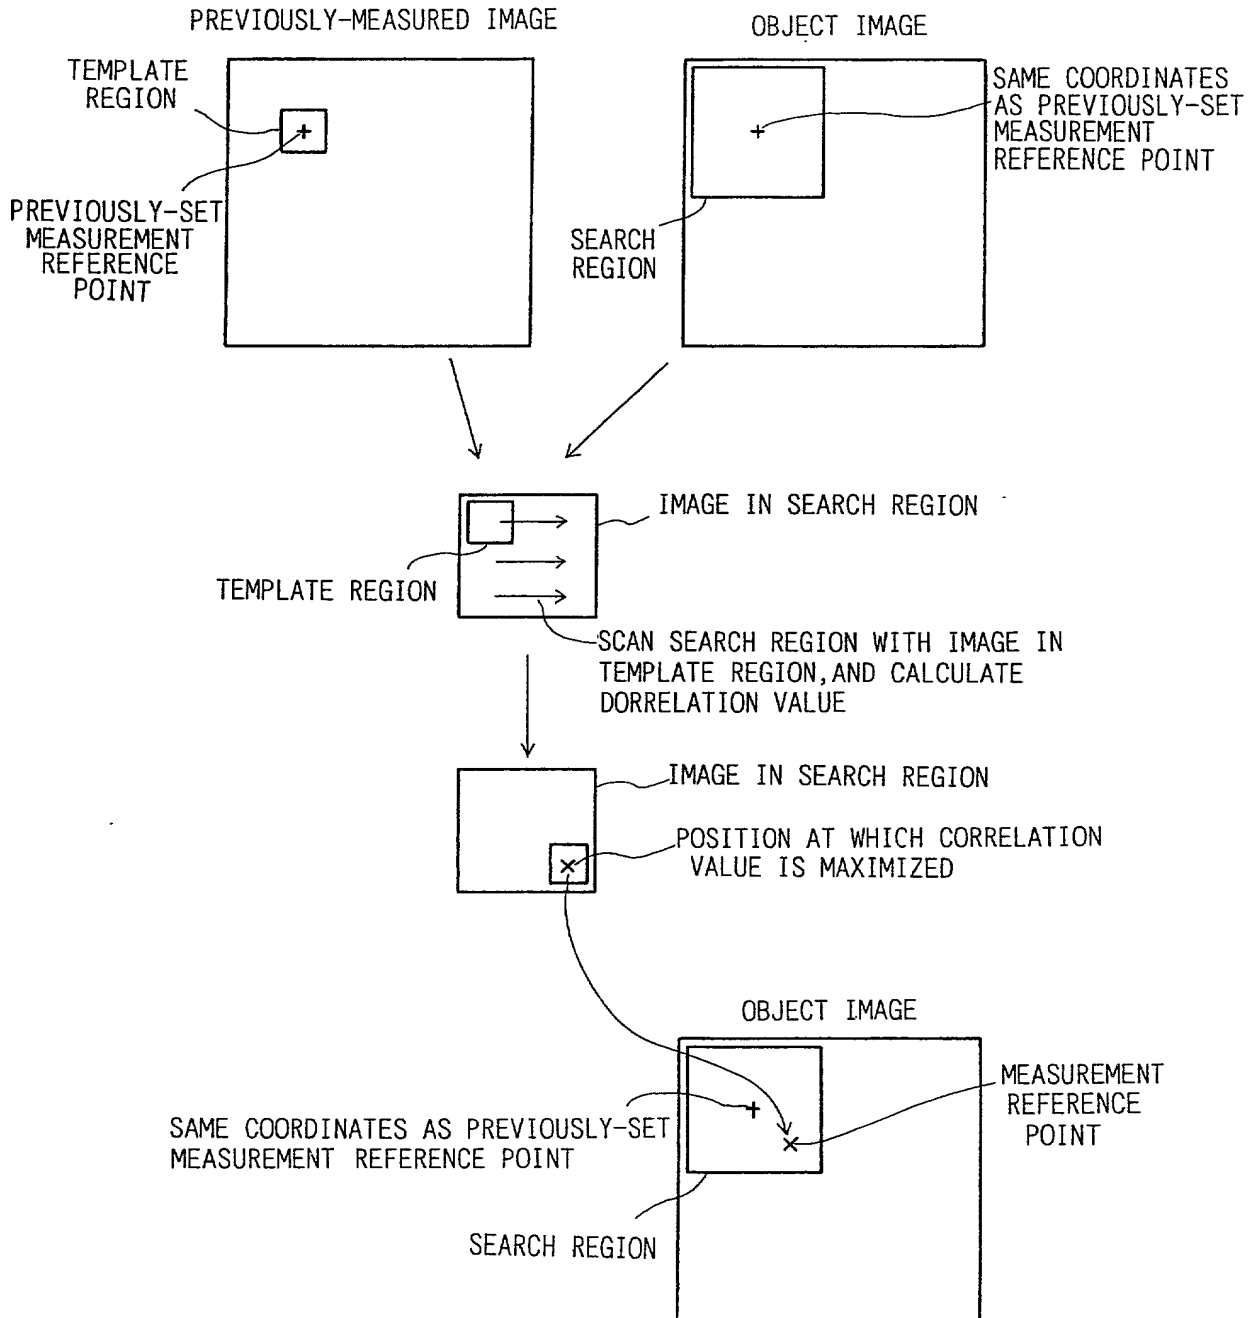 PREVIOUSLY-MEASURED IMAGE
OBJECT IMAGE
TEMPLATE
REGION
SAME COORDINATES
AS PREVIOUSLY-SET
MEASUREMENT
REFERENCE POINT
PREVIOUSLY-SET
MEASUREMENT
REFERENCE
POINT
SEARCH
REGION
IMAGE IN SEARCH REGION
TEMPLATE REGION
SCAN SEARCH REGION WITH IMAGE IN
TEMPLATE REGION,AND CALCULATE
DORRELATION VALUE
IMAGE IN SEARCH REGION
POSITION AT WHICH CORRELATION
VALUE IS MAXIMIZED
OBJECT IMAGE
MEASUREMENT
REFERENCE
POINT
SAME COORDINATES AS PREVIOUSLY-SET
MEASUREMENT REFERENCE POINT
SEARCH REGION